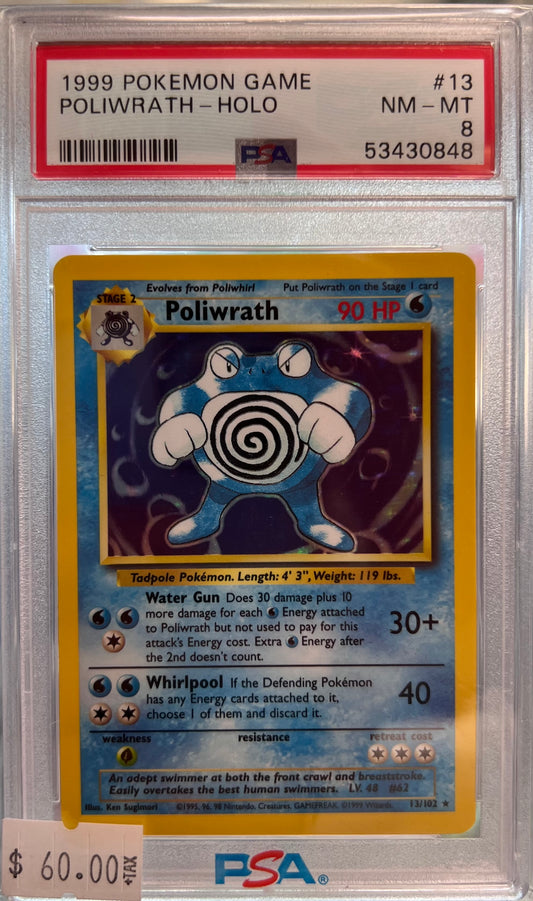 1999 POKEMON GAME #13
POLIWRATH - HOLO NM - MT
8
PSA 53430848
Evolves from Poliwhirl Put Poliwrath on the Stage 1 card
STAGE 2
Poliwrath 90 HP
Tadpole Pokémon. Length: 4' 3", Weight: 119 lbs.
Water Gun Does 30 damage plus 10
more damage for each Energy attached
to Poliwrath but not used to pay for this
attack's Energy cost. Extra Energy after
the 2nd doesn't count.
30+
Whirlpool If the Defending Pokémon
has any Energy cards attached to it,
choose 1 of them and discard it.
40
weakness resistance retreat cost
An adept swimmer at both the front crawl and breaststroke.
Easily overtakes the best human swimmers. LV. 48 #62
Illus. Ken Sugimori ©1995, 96, 98 Nintendo, Creatures, GAMEFREAK. ©1999 Wizards. 13/102 ★
$ 60.00 +TAX
PSA®